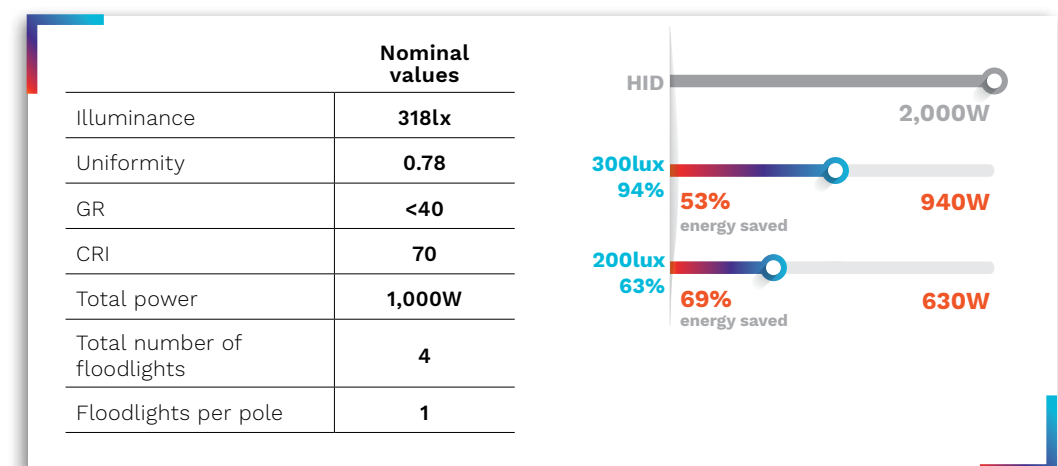 Nominal
values
Illuminance 318lx
Uniformity 0.78
GR <40
CRI 70
Total power 1,000W
Total number of
floodlights 4
Floodlights per pole 1
HID
2,000W
300lux
94%
53%
energy saved
940W
200lux
63%
69%
energy saved
630W